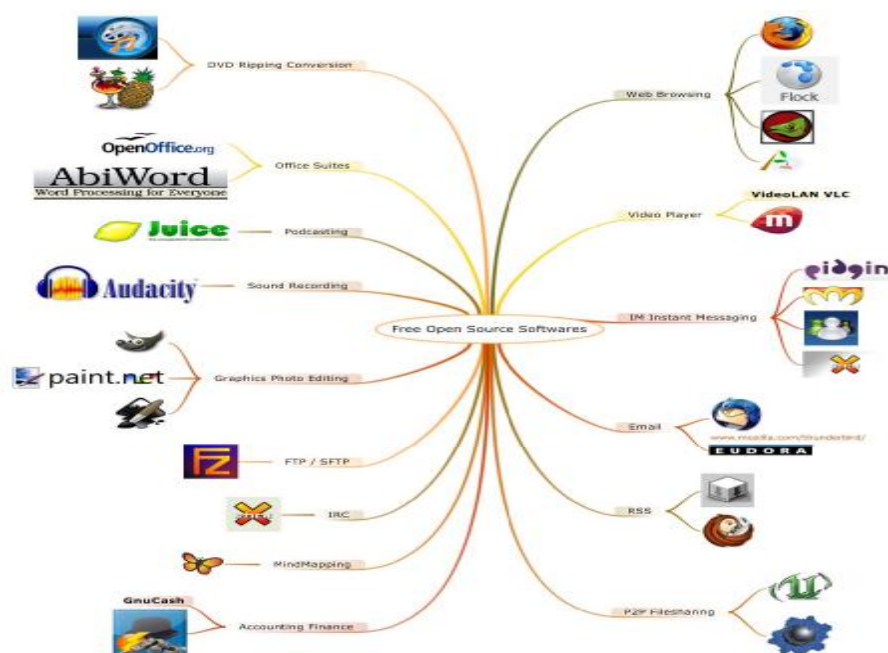 DVD Ripping Conversion
OpenOffice.org
AbiWord
Word Processing for Everyone
Office Suites
Juice
Podcasting
Audacity
Sound Recording
paint.net
Graphics Photo Editing
FZ
FTP / SFTP
IRC
MindMapping
GnuCash
Accounting Finance
Free Open Source Softwares
Web Browsing
Flock
Video Player
VideoLAN VLC
m
IM Instant Messaging
pidgin
Email
www.mozilla.com/thunderbird/
EUDORA
RSS
P2P Filesharing